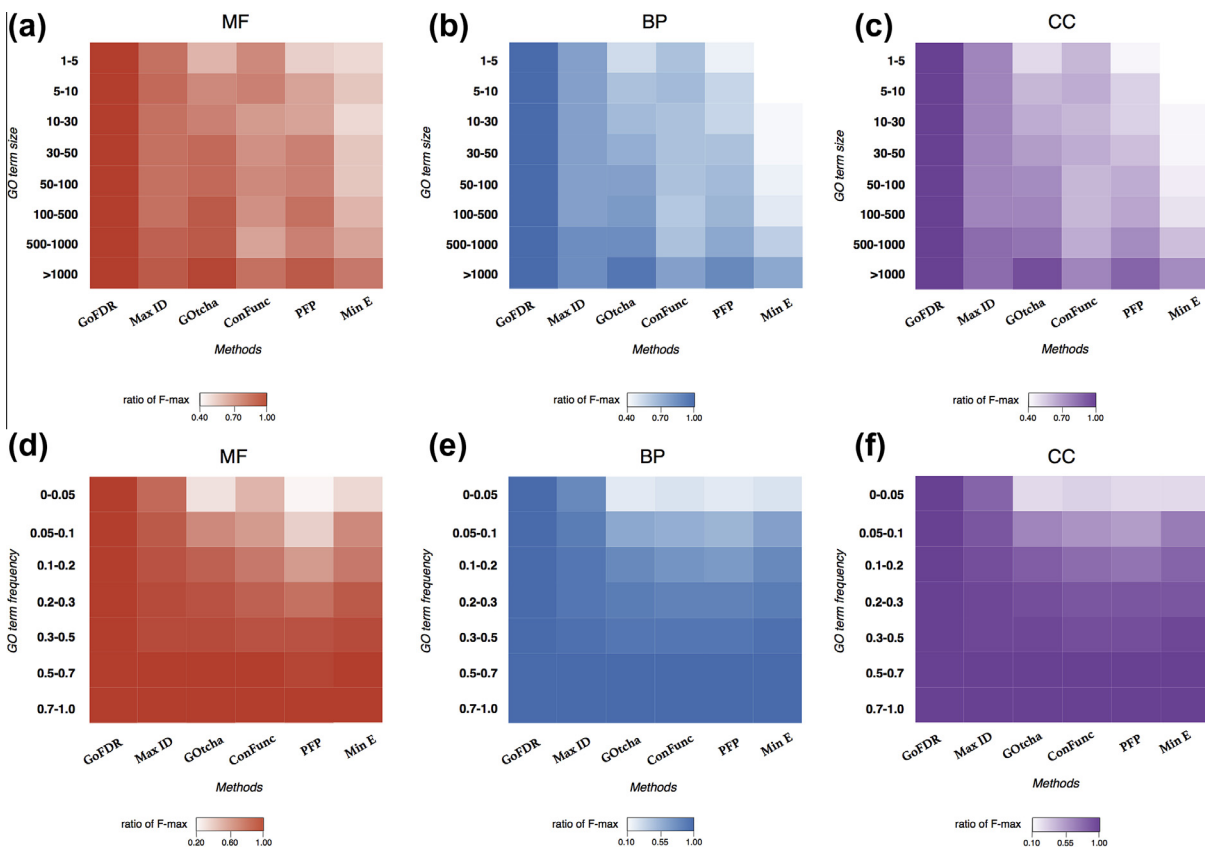 (a)
MF
GO term size
1-5
5-10
10-30
30-50
50-100
100-500
500-1000
>1000
GoFDR Max ID GOtcha ConFunc PFP Min E
Methods
ratio of F-max
0.40 0.70 1.00
(b)
BP
1-5
5-10
10-30
30-50
50-100
100-500
500-1000
>1000
GoFDR Max ID GOtcha ConFunc PFP Min E
Methods
ratio of F-max
0.40 0.70 1.00
(c)
CC
GO term size
1-5
5-10
10-30
30-50
50-100
100-500
500-1000
>1000
GoFDR Max ID GOtcha ConFunc PFP Min E
Methods
ratio of F-max
0.40 0.70 1.00
(d)
MF
GO term frequency
0-0.05
0.05-0.1
0.1-0.2
0.2-0.3
0.3-0.5
0.5-0.7
0.7-1.0
GoFDR Max ID GOtcha ConFunc PFP Min E
Methods
ratio of F-max
0.20 0.60 1.00
(e)
BP
GO term frequency
0-0.05
0.05-0.1
0.1-0.2
0.2-0.3
0.3-0.5
0.5-0.7
0.7-1.0
GoFDR Max ID GOtcha ConFunc PFP Min E
Methods
ratio of F-max
0.10 0.55 1.00
(f)
CC
GO term frequency
0-0.05
0.05-0.1
0.1-0.2
0.2-0.3
0.3-0.5
0.5-0.7
0.7-1.0
GoFDR Max ID GOtcha ConFunc PFP Min E
Methods
ratio of F-max
0.10 0.55 1.00